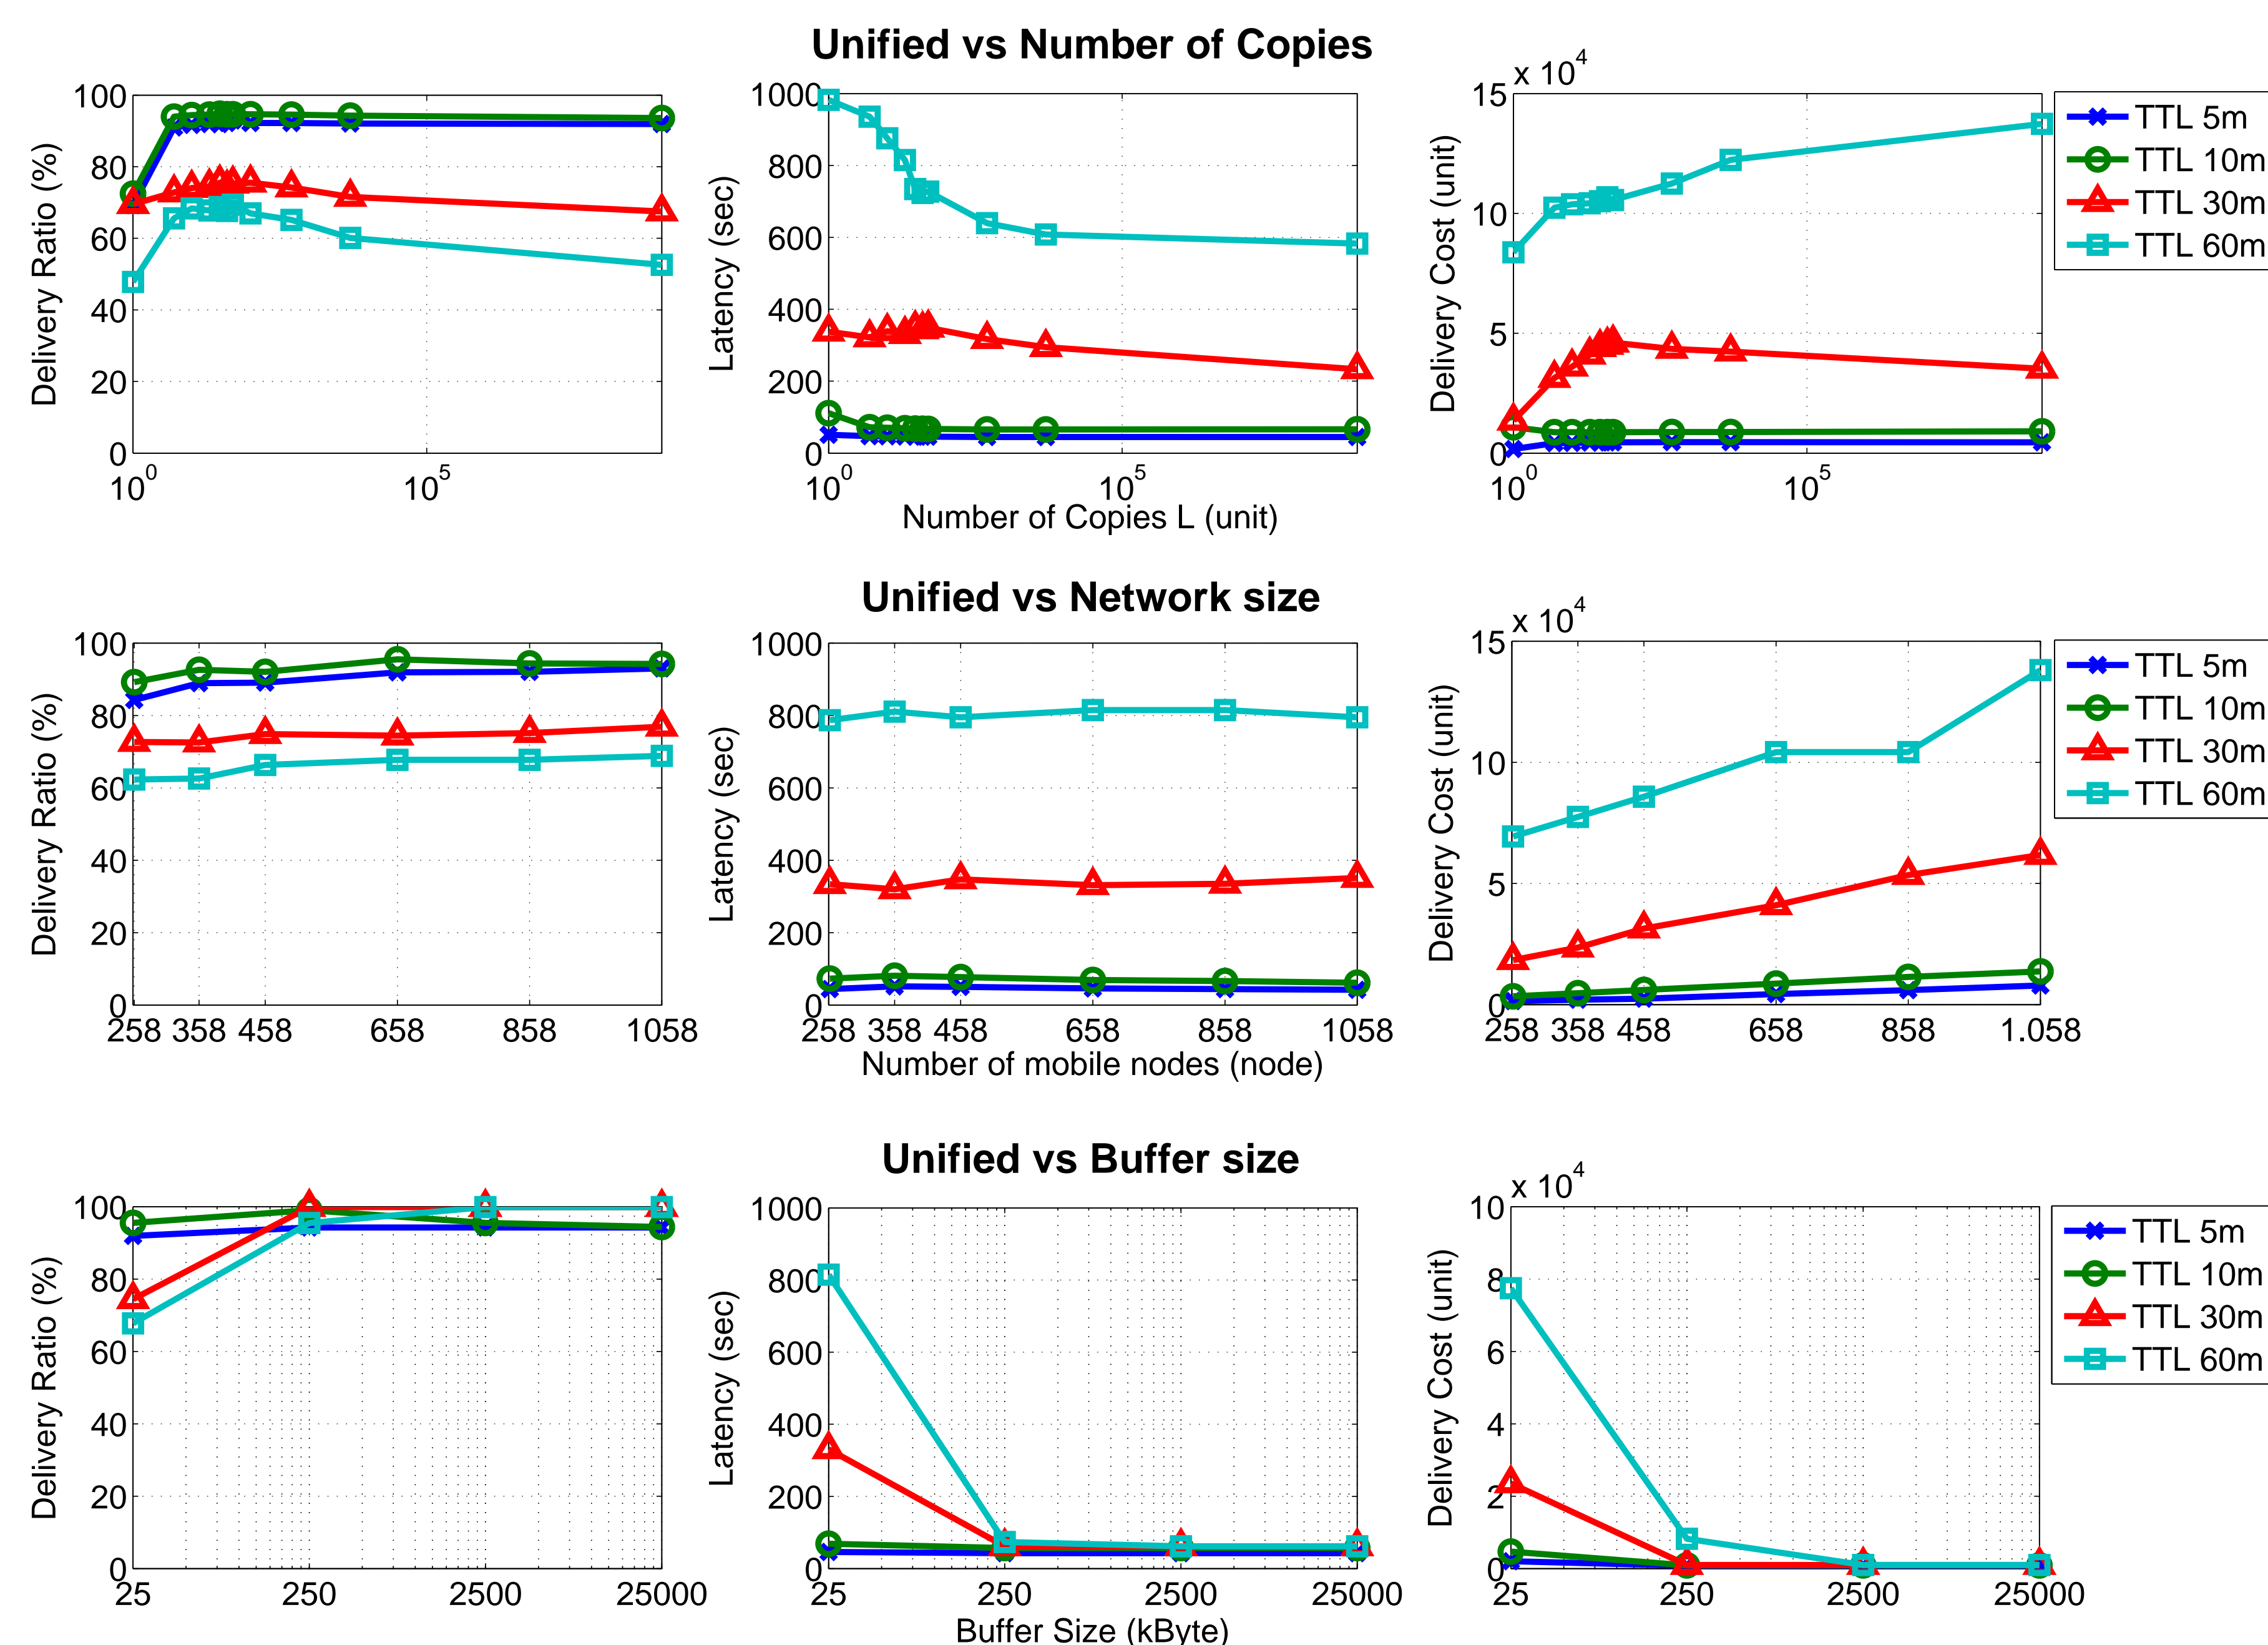 Unified vs Number of Copies
Delivery Ratio (%)
100
80
60
40
20
0
10^0
10^5
Latency (sec)
1000
800
600
400
200
0
10^0
10^5
Number of Copies L (unit)
x 10^4
Delivery Cost (unit)
15
10
5
0
10^0
10^5
TTL 5m
TTL 10m
TTL 30m
TTL 60m
Unified vs Network size
Delivery Ratio (%)
100
80
60
40
20
0
258 358 458 658 858 1058
Latency (sec)
1000
800
600
400
200
0
258 358 458 658 858 1058
Number of mobile nodes (node)
x 10^4
Delivery Cost (unit)
15
10
5
0
258 358 458 658 858 1.058
TTL 5m
TTL 10m
TTL 30m
TTL 60m
Unified vs Buffer size
Delivery Ratio (%)
100
80
60
40
20
0
25 250 2500 25000
Latency (sec)
1000
800
600
400
200
0
25 250 2500 25000
Buffer Size (kByte)
x 10^4
Delivery Cost (unit)
10
8
6
4
2
0
25 250 2500 25000
TTL 5m
TTL 10m
TTL 30m
TTL 60m